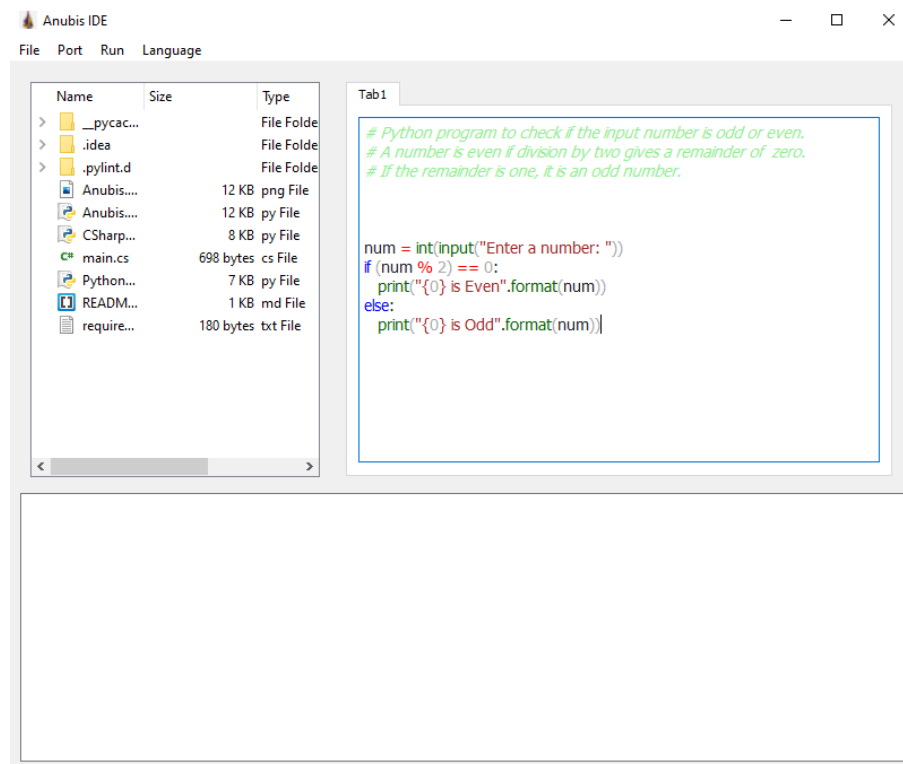 Anubis IDE
File Port Run Language
Name Size Type
__pycac... File Folde
.idea File Folde
.pylint.d File Folde
Anubis.... 12 KB png File
Anubis.... 12 KB py File
CSharp... 8 KB py File
C# main.cs 698 bytes cs File
Python... 7 KB py File
READM... 1 KB md File
require... 180 bytes txt File
Tab1
# Python program to check if the input number is odd or even.
# A number is even if division by two gives a remainder of zero.
# If the remainder is one, it is an odd number.
num = int(input("Enter a number: "))
if (num % 2) == 0:
   print("{0} is Even".format(num))
else:
   print("{0} is Odd".format(num))